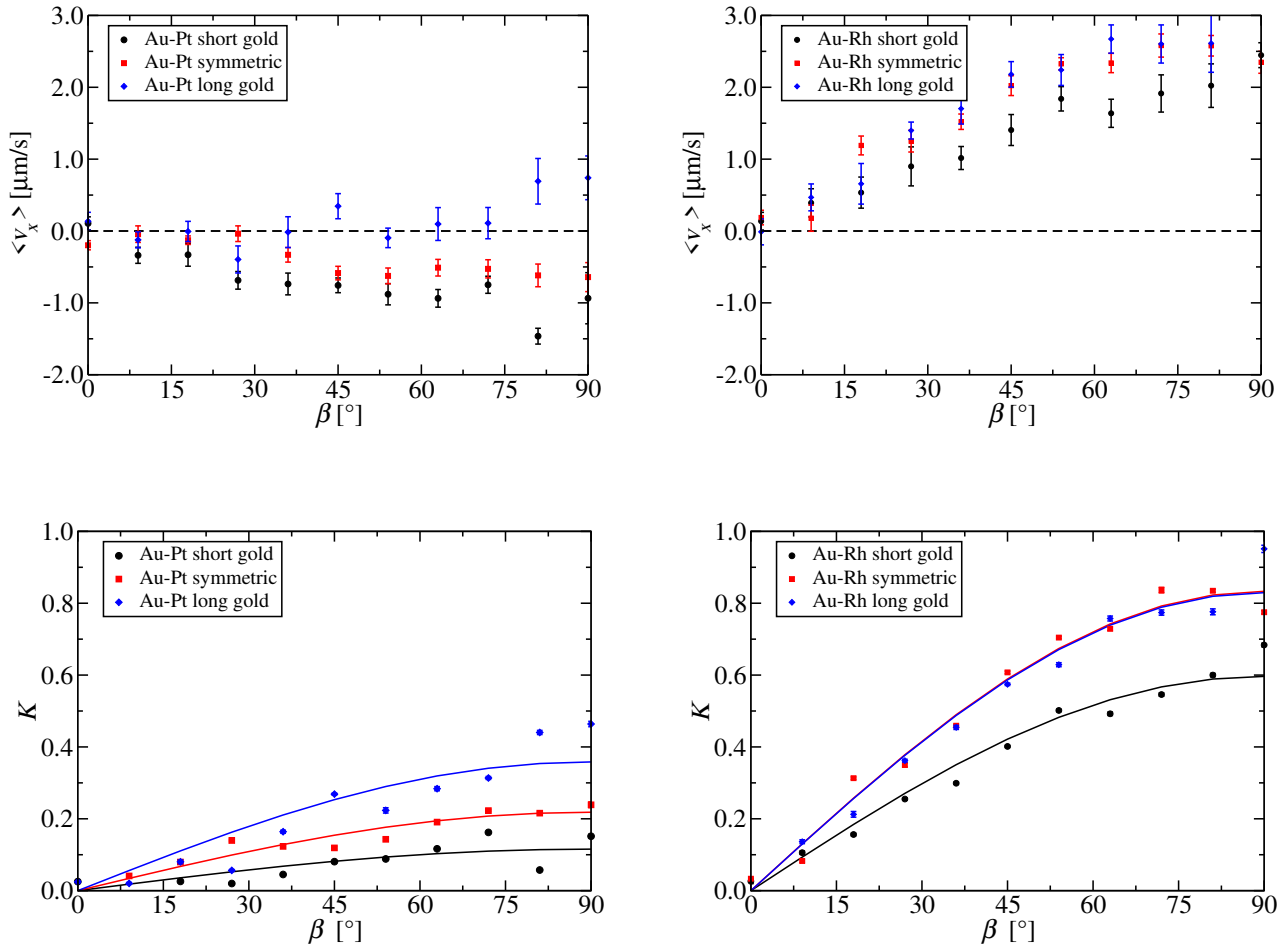 3.0
2.0
1.0
0.0
-1.0
-2.0
<v_x> [μm/s]
Au-Pt short gold
Au-Pt symmetric
Au-Pt long gold
0 15 30 45 60 75 90
β [°]
3.0
2.0
1.0
0.0
-1.0
-2.0
<v_x> [μm/s]
Au-Rh short gold
Au-Rh symmetric
Au-Rh long gold
0 15 30 45 60 75 90
β [°]
1.0
0.8
0.6
0.4
0.2
0.0
K
Au-Pt short gold
Au-Pt symmetric
Au-Pt long gold
0 15 30 45 60 75 90
β [°]
1.0
0.8
0.6
0.4
0.2
0.0
K
Au-Rh short gold
Au-Rh symmetric
Au-Rh long gold
0 15 30 45 60 75 90
β [°]